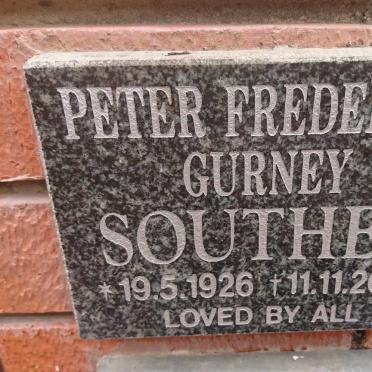 PETER FREDE
GURNEY
SOUTHE
*19.5.1926 †11.11.2
LOVED BY ALL